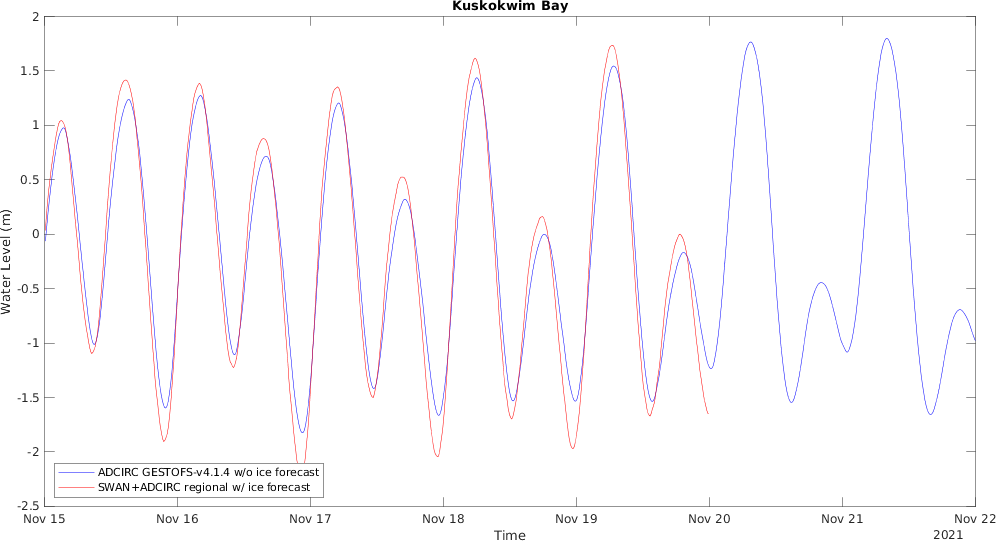 Kuskokwim Bay
2
1.5
1
0.5
0
-0.5
-1
-1.5
-2
-2.5
Water Level (m)
ADCIRC GESTOFS-v4.1.4 w/o ice forecast
SWAN+ADCIRC regional w/ ice forecast
Nov 15 Nov 16 Nov 17 Nov 18 Nov 19 Nov 20 Nov 21 Nov 22
Time
2021